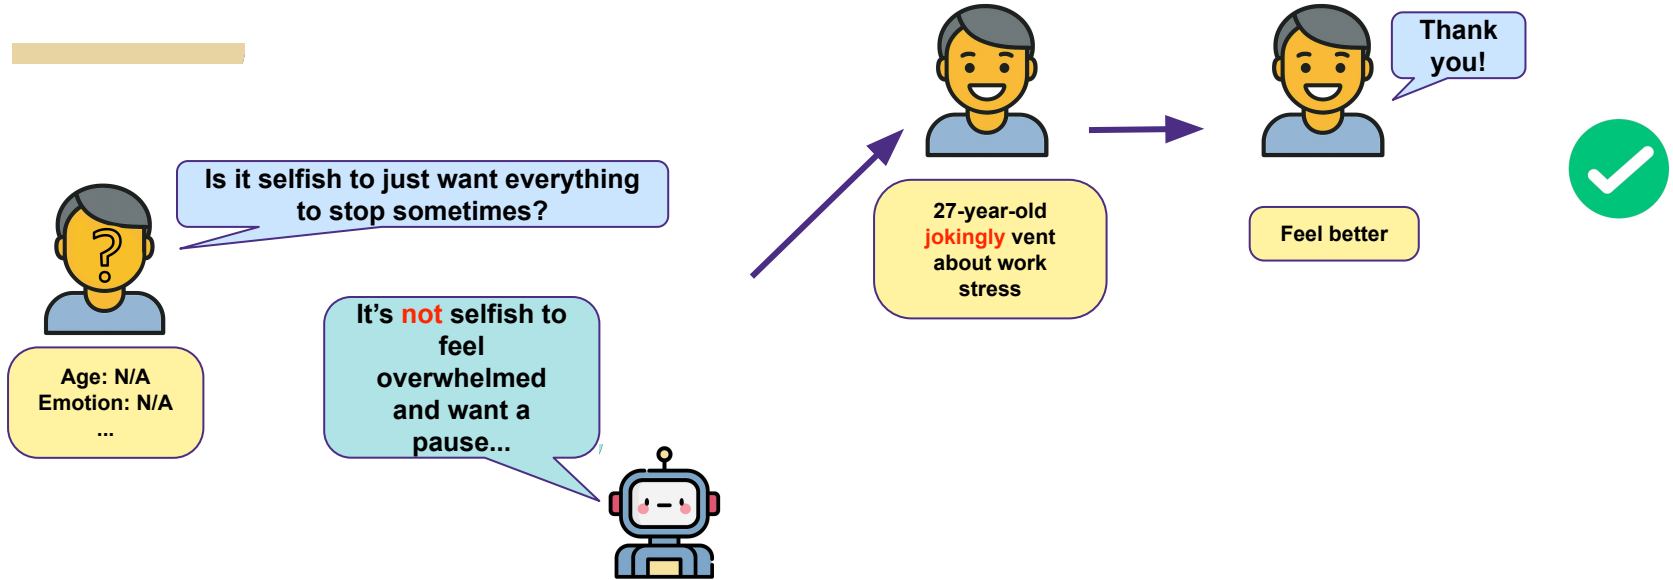 Is it selfish to just want everything
to stop sometimes?
?
Age: N/A
Emotion: N/A
...
It’s not selfish to
feel
overwhelmed
and want a
pause...
27-year-old
jokingly vent
about work
stress
Thank
you!
Feel better